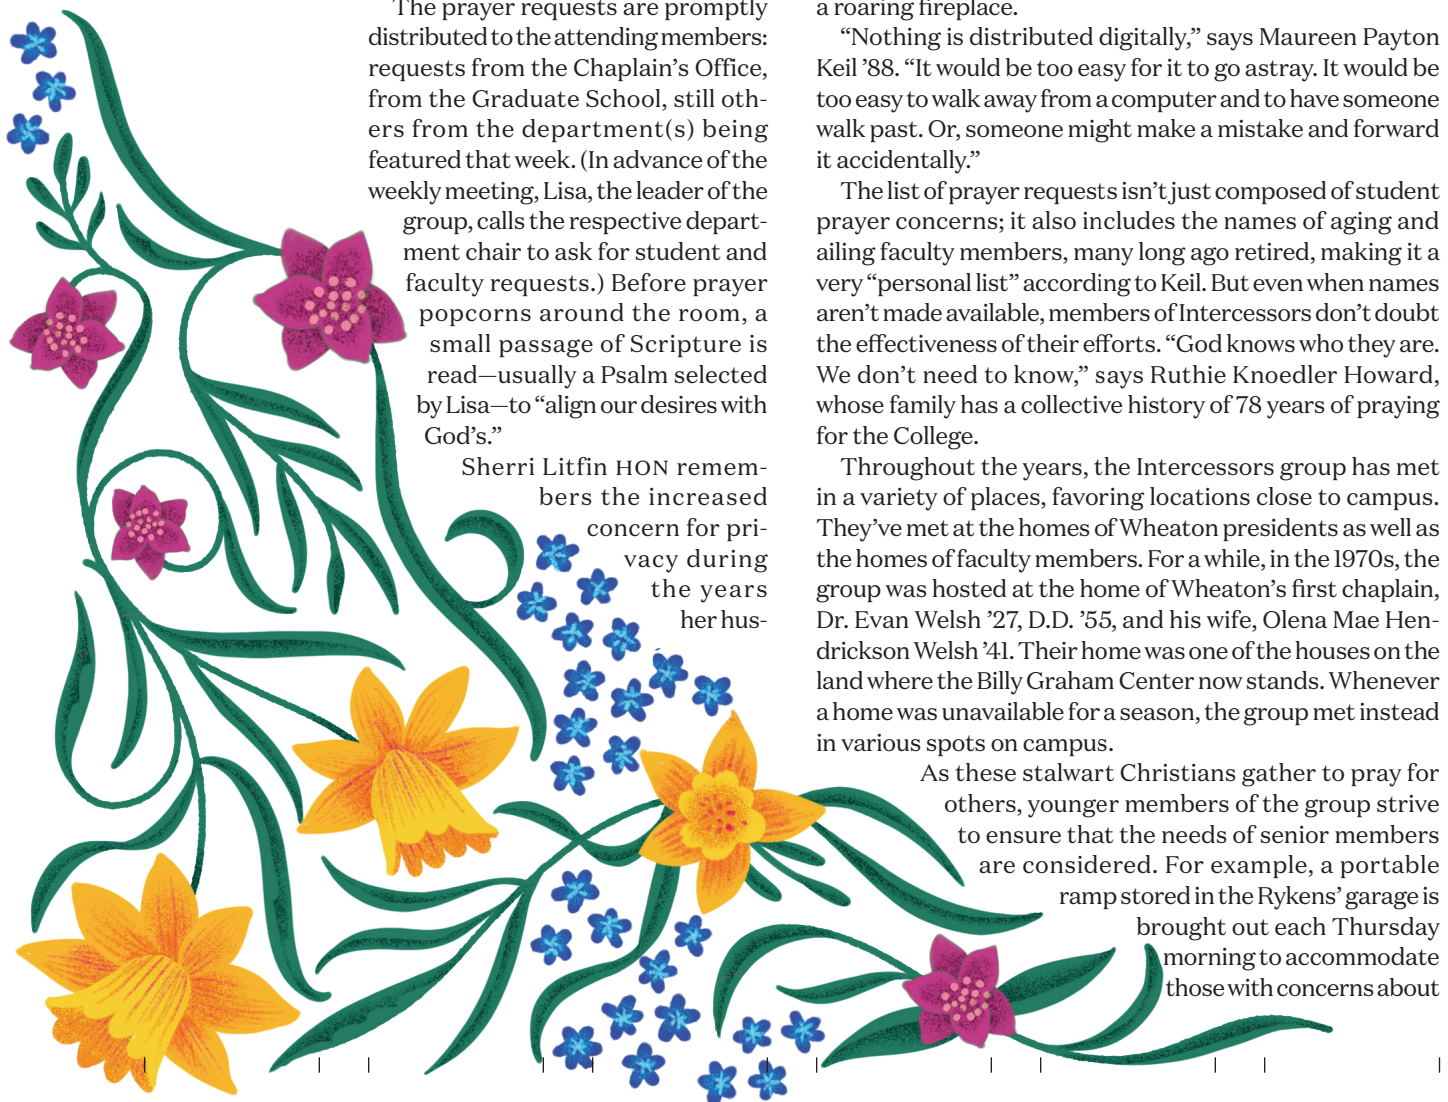 The prayer requests are promptly
distributed to the attending members:
requests from the Chaplain’s Office,
from the Graduate School, still oth-
ers from the department(s) being
featured that week. (In advance of the
weekly meeting, Lisa, the leader of the
group, calls the respective depart-
ment chair to ask for student and
faculty requests.) Before prayer
popcorns around the room, a
small passage of Scripture is
read—usually a Psalm selected
by Lisa—to “align our desires with
God’s.”
Sherri Litfin HON remem-
bers the increased
concern for pri-
vacy during
the years
her hus-
a roaring fireplace.
“Nothing is distributed digitally,” says Maureen Payton
Keil ’88. “It would be too easy for it to go astray. It would be
too easy to walk away from a computer and to have someone
walk past. Or, someone might make a mistake and forward
it accidentally.”
The list of prayer requests isn’t just composed of student
prayer concerns; it also includes the names of aging and
ailing faculty members, many long ago retired, making it a
very “personal list” according to Keil. But even when names
aren’t made available, members of Intercessors don’t doubt
the effectiveness of their efforts. “God knows who they are.
We don’t need to know,” says Ruthie Knoedler Howard,
whose family has a collective history of 78 years of praying
for the College.
Throughout the years, the Intercessors group has met
in a variety of places, favoring locations close to campus.
They’ve met at the homes of Wheaton presidents as well as
the homes of faculty members. For a while, in the 1970s, the
group was hosted at the home of Wheaton’s first chaplain,
Dr. Evan Welsh ’27, D.D. ’55, and his wife, Olena Mae Hen-
drickson Welsh ’41. Their home was one of the houses on the
land where the Billy Graham Center now stands. Whenever
a home was unavailable for a season, the group met instead
in various spots on campus.
As these stalwart Christians gather to pray for
others, younger members of the group strive
to ensure that the needs of senior members
are considered. For example, a portable
ramp stored in the Rykens’ garage is
brought out each Thursday
morning to accommodate
those with concerns about